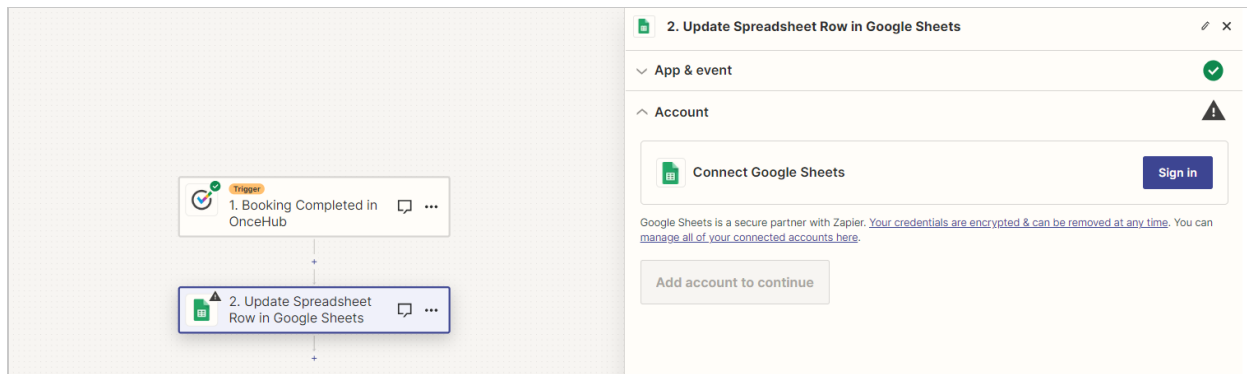 Trigger
1. Booking Completed in
OnceHub
2. Update Spreadsheet
Row in Google Sheets
2. Update Spreadsheet Row in Google Sheets
App & event
Account
Connect Google Sheets
Sign in
Google Sheets is a secure partner with Zapier. Your credentials are encrypted & can be removed at any time. You can
manage all of your connected accounts here.
Add account to continue